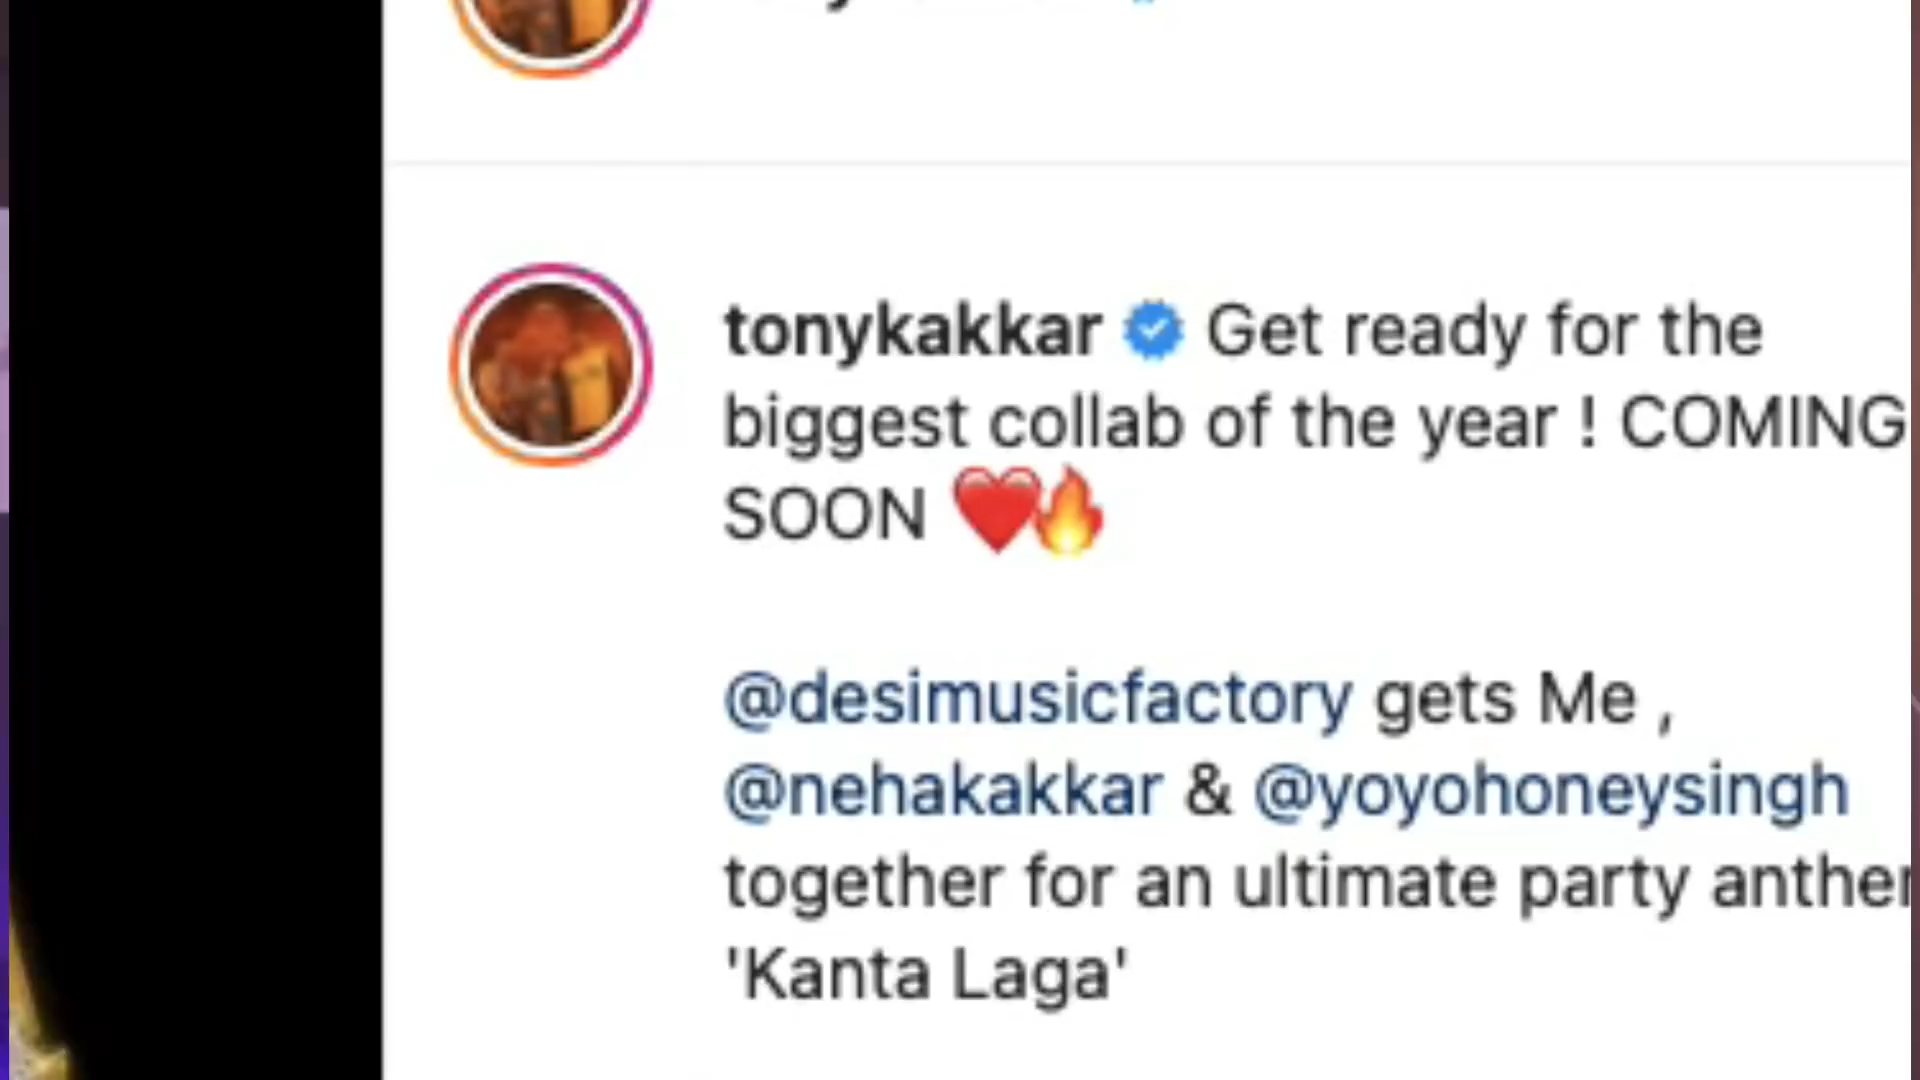 tonykakkar Get ready for the
biggest collab of the year ! COMING
SOON ❤️🔥
@desimusicfactory gets Me ,
@nehakakkar & @yoyohoneysingh
together for an ultimate party
'Kanta Laga'